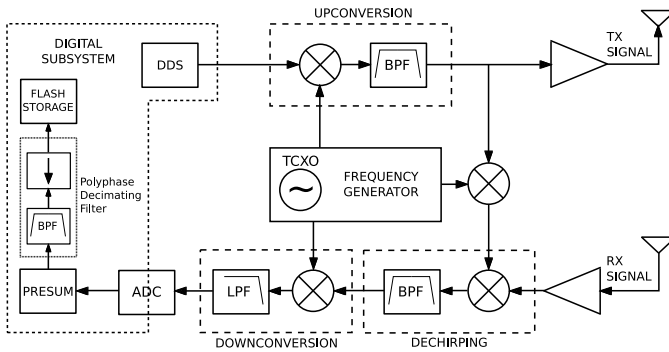 UPCONVERSION
DIGITAL
SUBSYSTEM
DDS
BPF
TX
SIGNAL
FLASH
STORAGE
TCXO
FREQUENCY
GENERATOR
Polyphase
Decimating
Filter
BPF
RX
SIGNAL
PRESUM
ADC
LPF
BPF
DOWNCONVERSION
DECHIRPING